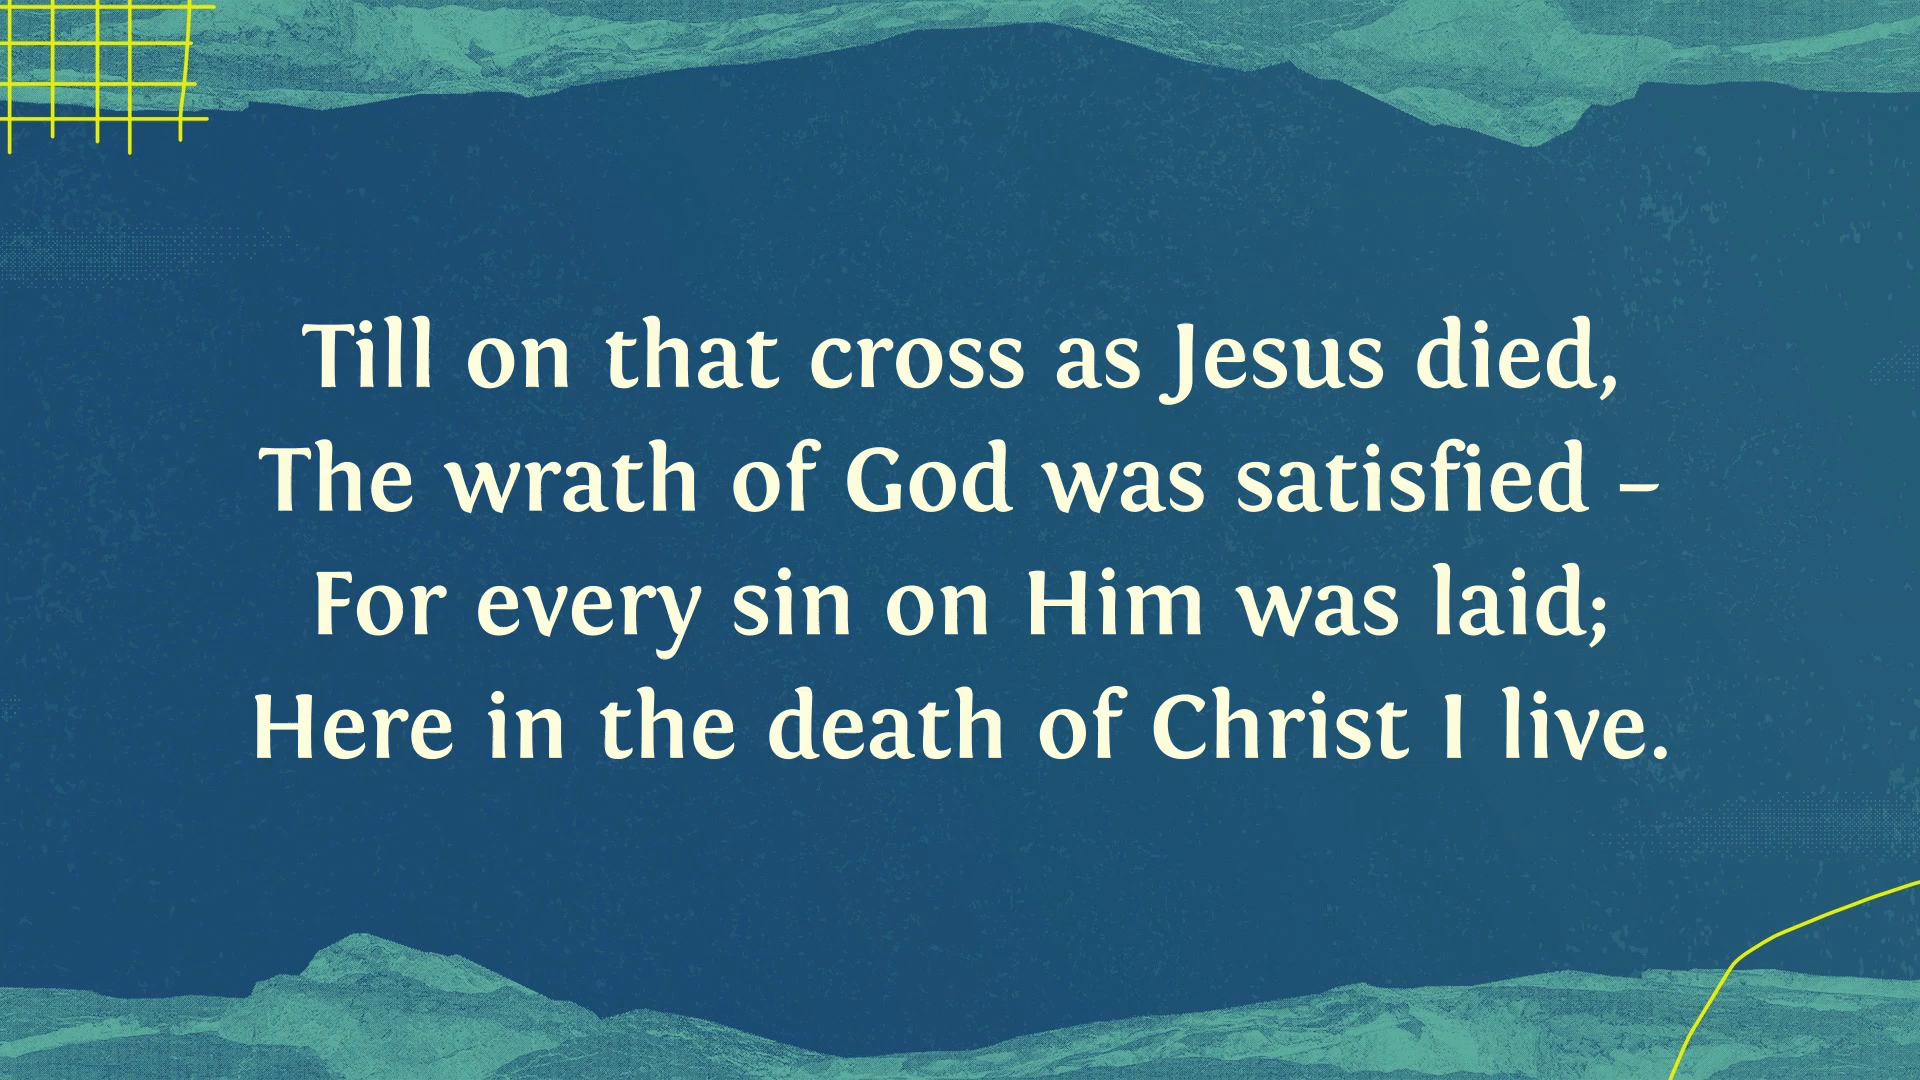 Till on that cross as Jesus died,
The wrath of God was satisfied –
For every sin on Him was laid;
Here in the death of Christ I live.